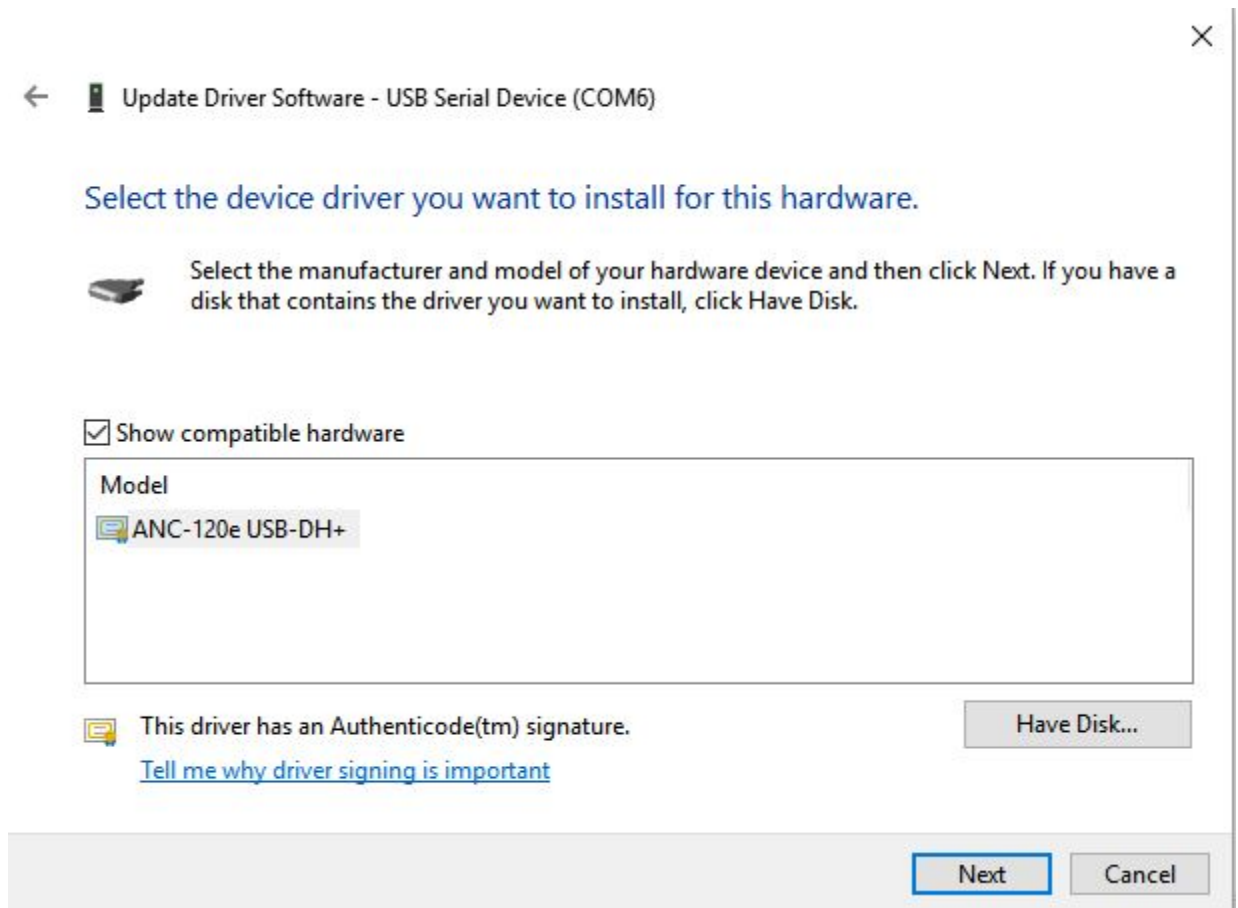 Update Driver Software - USB Serial Device (COM6)
Select the device driver you want to install for this hardware.
Select the manufacturer and model of your hardware device and then click Next. If you have a
disk that contains the driver you want to install, click Have Disk.
Show compatible hardware
Model
ANC-120e USB-DH+
This driver has an Authenticode(tm) signature.
Have Disk...
Tell me why driver signing is important
Next
Cancel